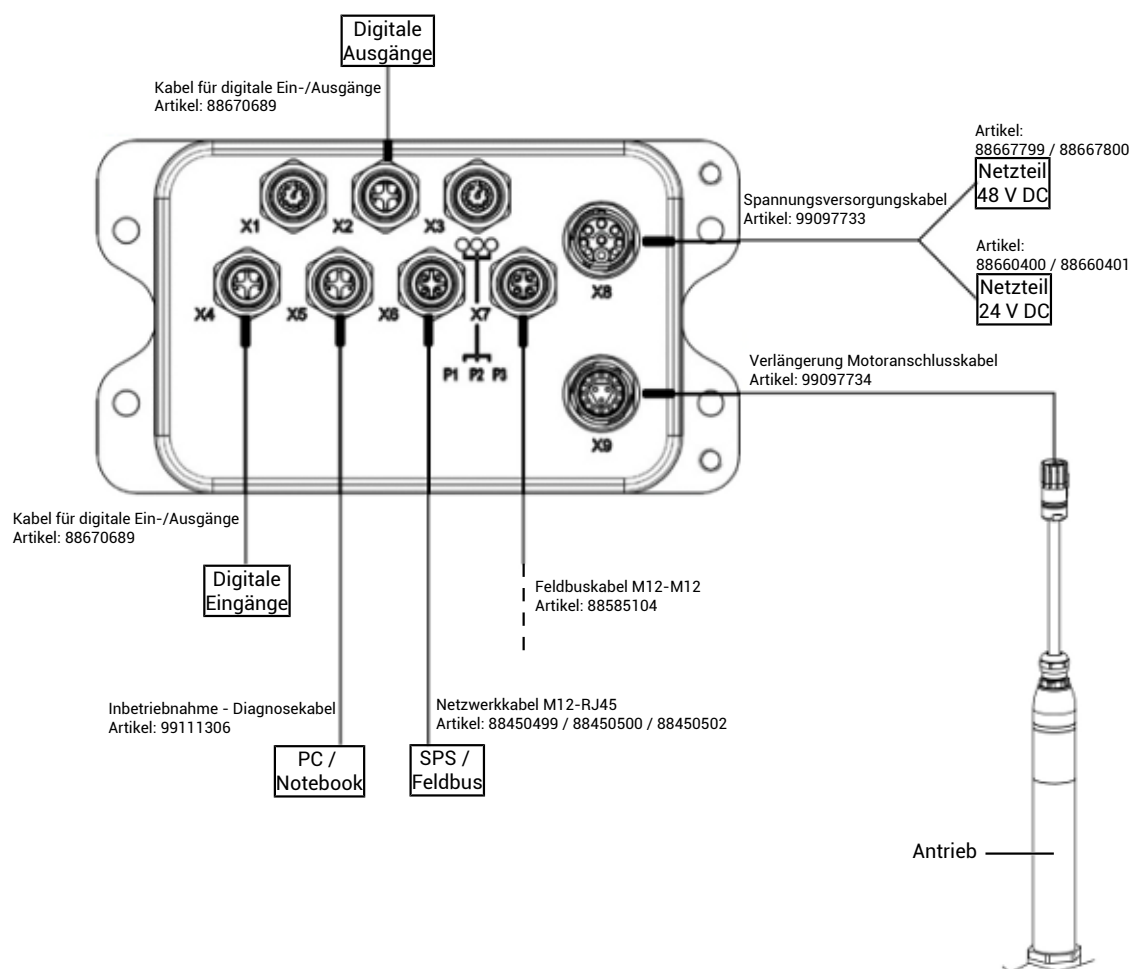 Digitale
Ausgänge
Kabel für digitale Ein-/Ausgänge
Artikel: 88670689
Artikel:
88667799 / 88667800
Netzteil
48 V DC
Spannungsversorgungskabel
Artikel: 99097733
Artikel:
88660400 / 88660401
Netzteil
24 V DC
X1
X2
X3
X8
X4
X5
X6
X7
P1 P2 P3
X9
Verlängerung Motoranschlusskabel
Artikel: 99097734
Kabel für digitale Ein-/Ausgänge
Artikel: 88670689
Digitale
Eingänge
Feldbuskabel M12-M12
Artikel: 88585104
Inbetriebnahme - Diagnosekabel
Artikel: 99111306
PC /
Notebook
Netzwerkkabel M12-RJ45
Artikel: 88450499 / 88450500 / 88450502
SPS /
Feldbus
Antrieb